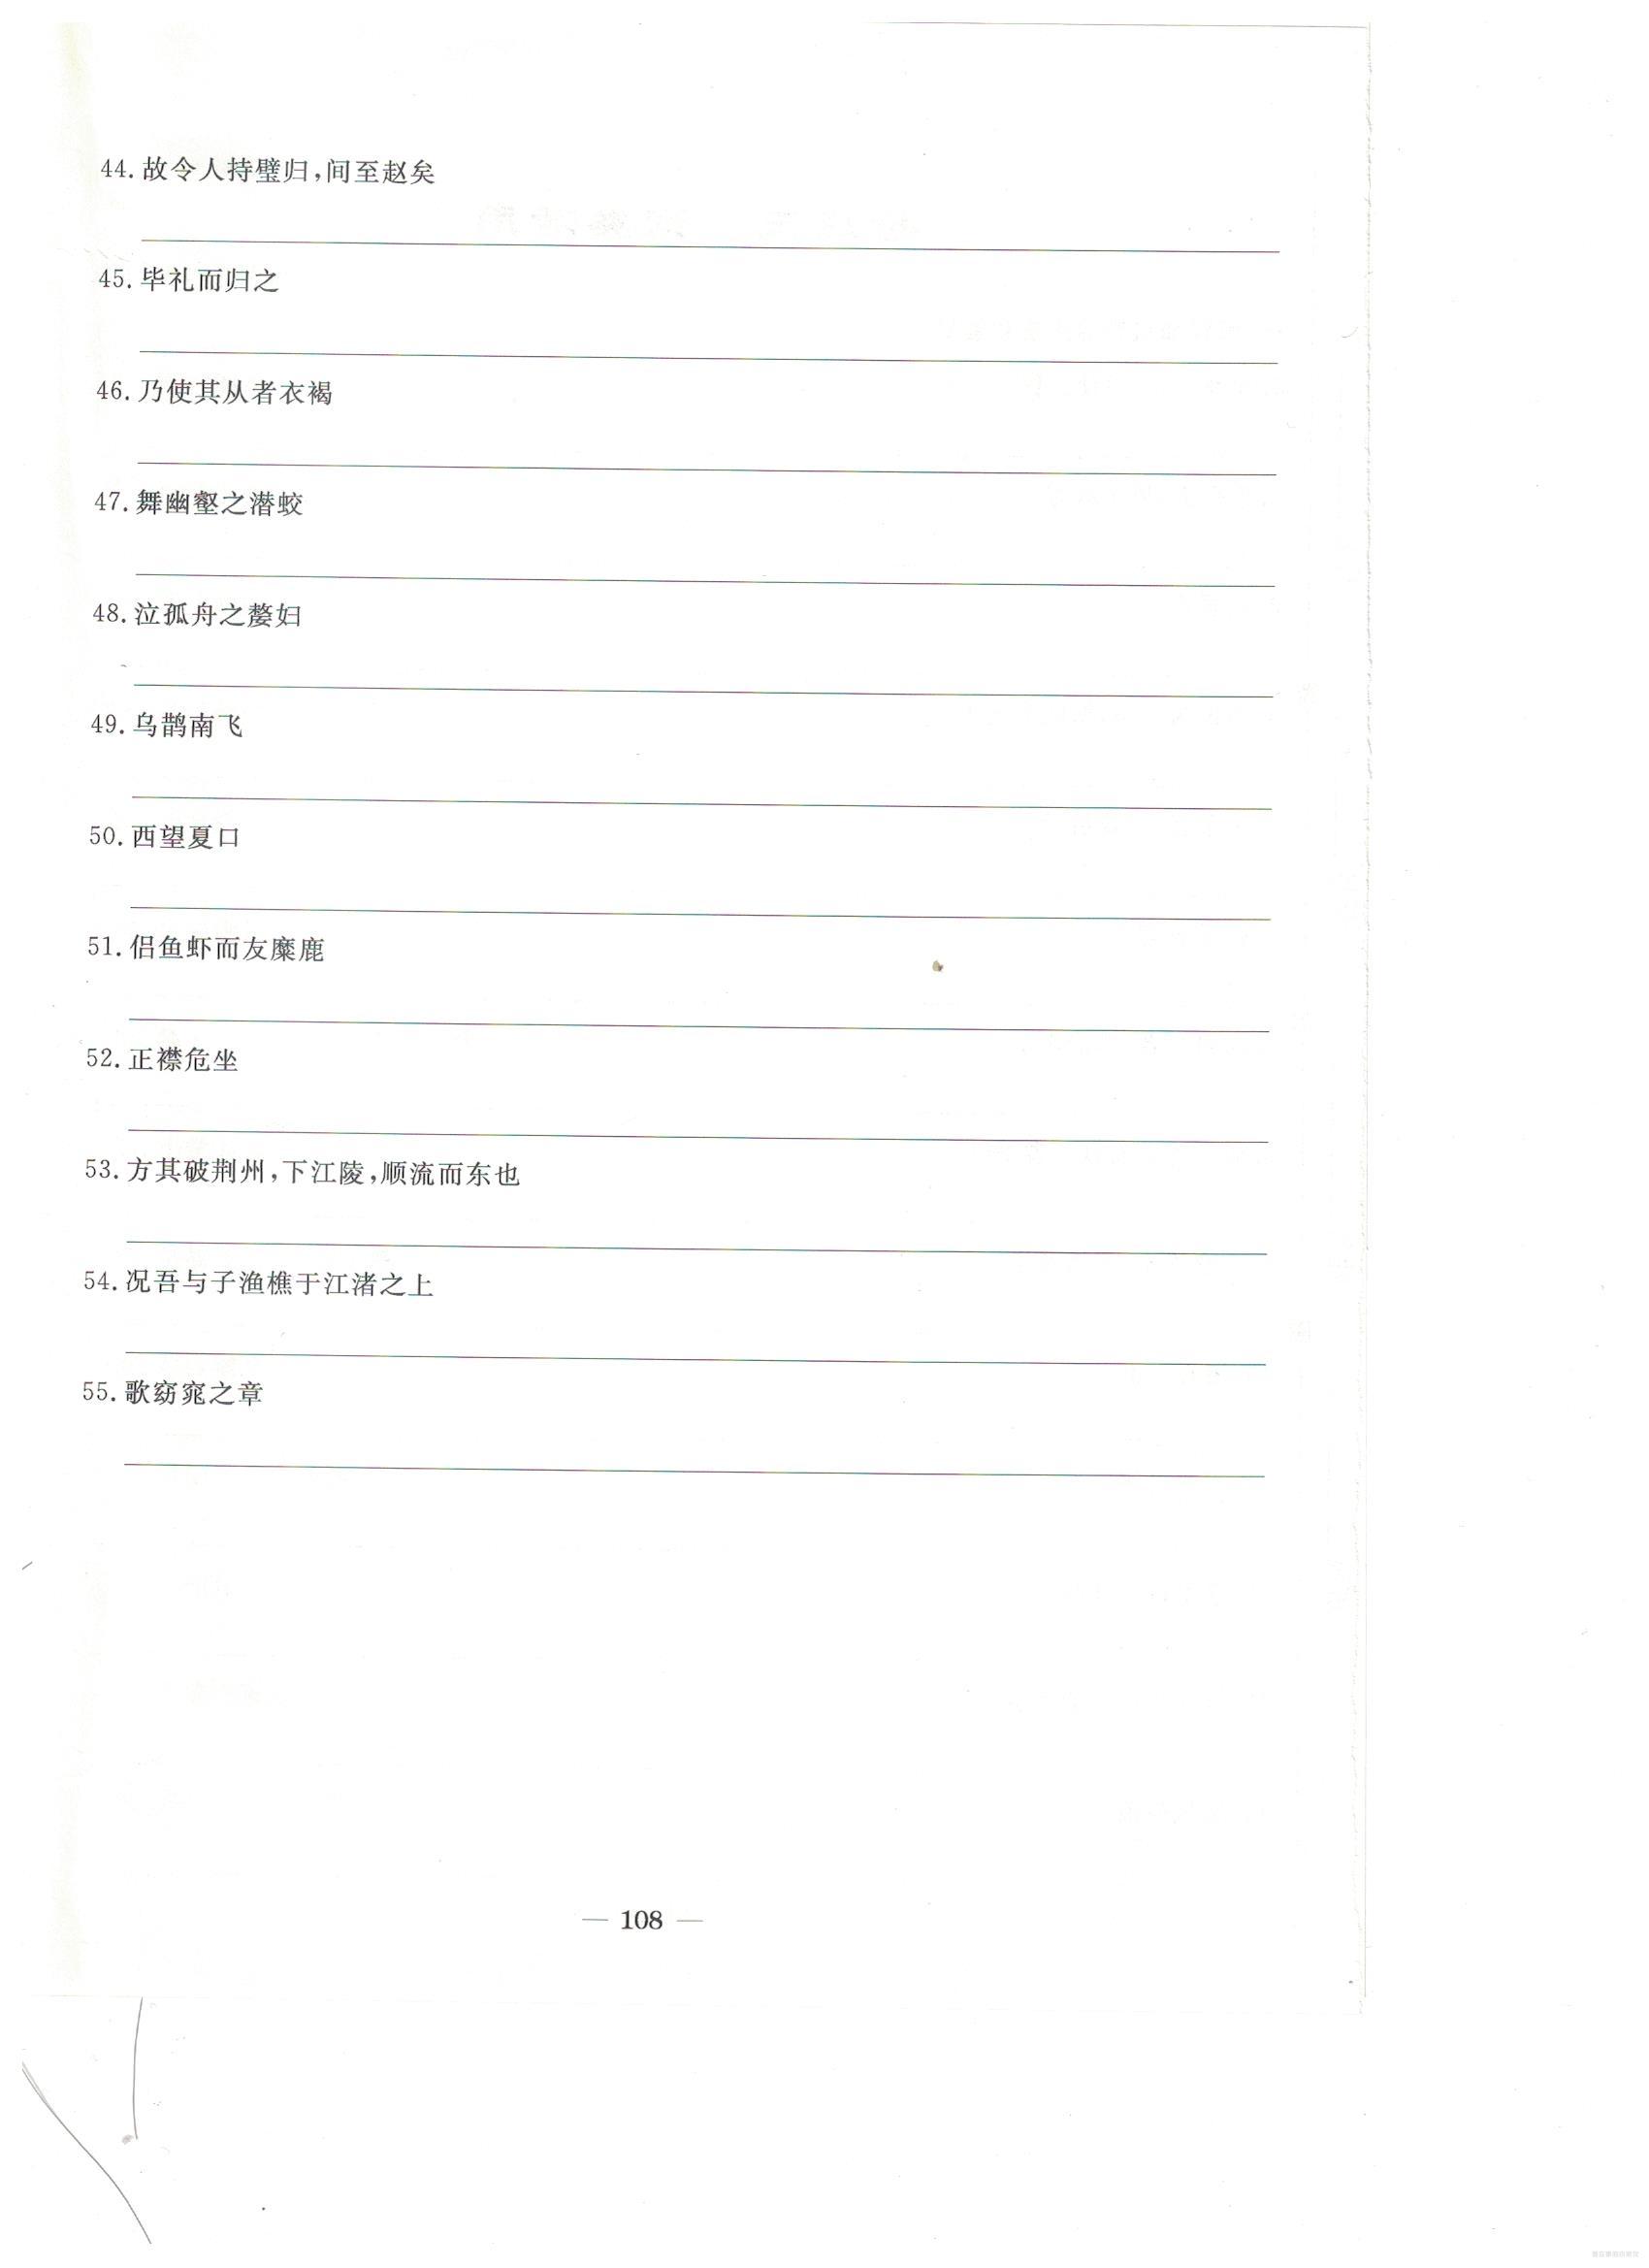 44. 故令人持璧归,间至赵矣
45. 毕礼而归之
46. 乃使其从者衣褐
47. 舞幽壑之潜蛟
48. 泣孤舟之嫠妇
49. 乌鹊南飞
50. 西望夏口
51. 侣鱼虾而友麋鹿
52. 正襟危坐
53. 方其破荆州,下江陵,顺流而东也
54. 况吾与子渔樵于江渚之上
55. 歌窈窕之章
— 108 —